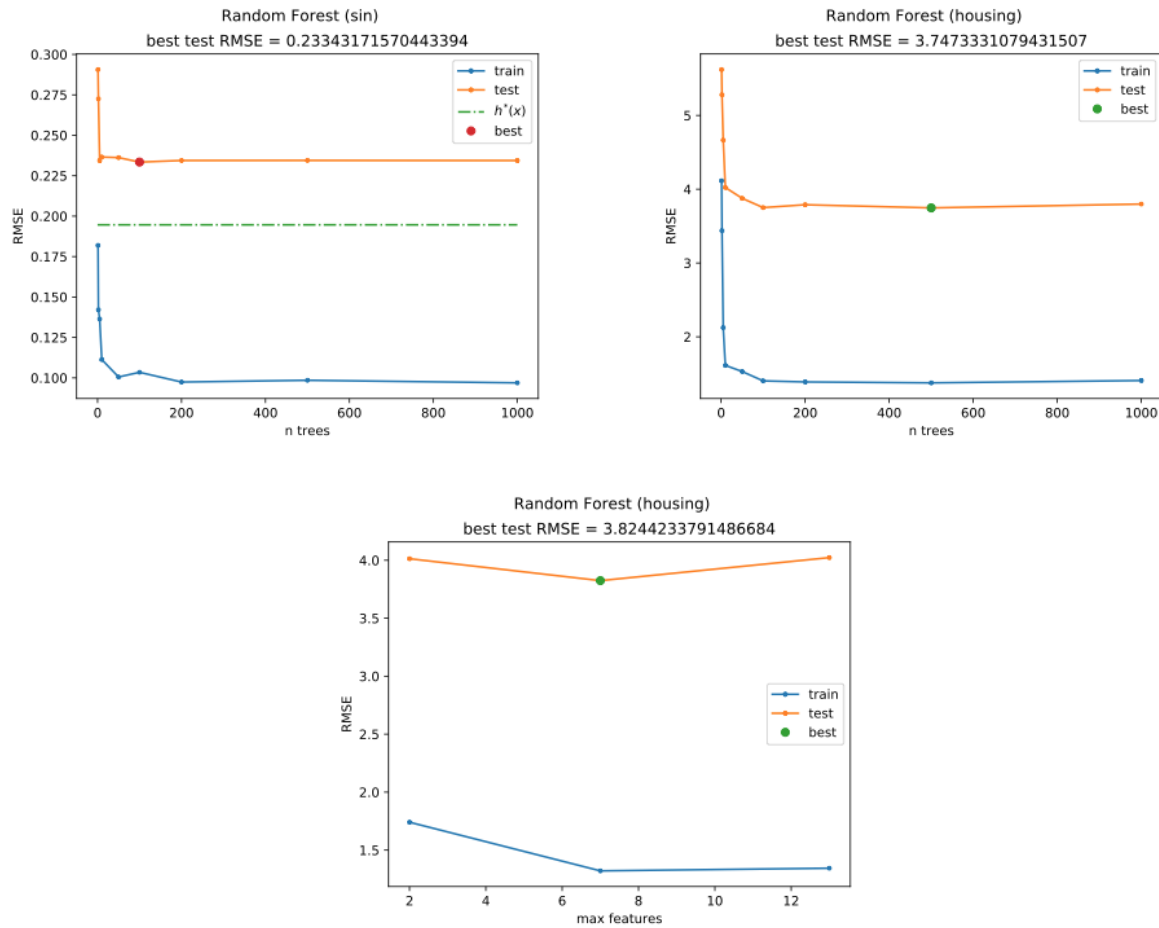 Random Forest (sin)
best test RMSE = 0.23343171570443394
0.300
0.275
0.250
0.225
0.200
0.175
0.150
0.125
0.100
RMSE
train
test
h*(x)
best
0
200
400
600
800
1000
n trees
Random Forest (housing)
best test RMSE = 3.7473331079431507
5
4
3
2
RMSE
train
test
best
0
200
400
600
800
1000
n trees
Random Forest (housing)
best test RMSE = 3.8244233791486684
4.0
3.5
3.0
2.5
2.0
1.5
RMSE
train
test
best
2
4
6
8
10
12
max features